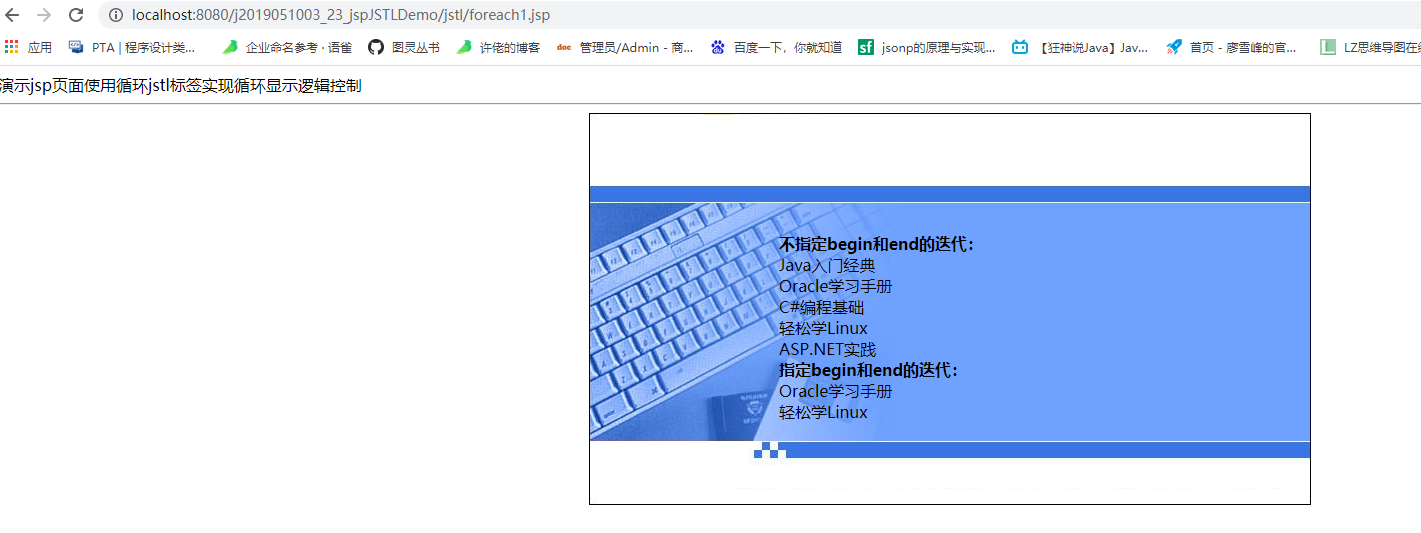 localhost:8080/j2019051003_23_jspJSTLDemo/jstl/foreach1.jsp
应用 PTA | 程序设计类... 企业命名参考 · 语雀 图灵丛书 许佬的博客 doc 管理员/Admin - 商... 百度一下，你就知道 sf jsonp的原理与实现... 【狂神说Java】Jav... 首页 - 廖雪峰的官... LZ思维导图在线
演示jsp页面使用循环jstl标签实现循环显示逻辑控制
不指定begin和end的迭代：
Java入门经典
Oracle学习手册
C#编程基础
轻松学Linux
ASP.NET实践
指定begin和end的迭代：
Oracle学习手册
轻松学Linux